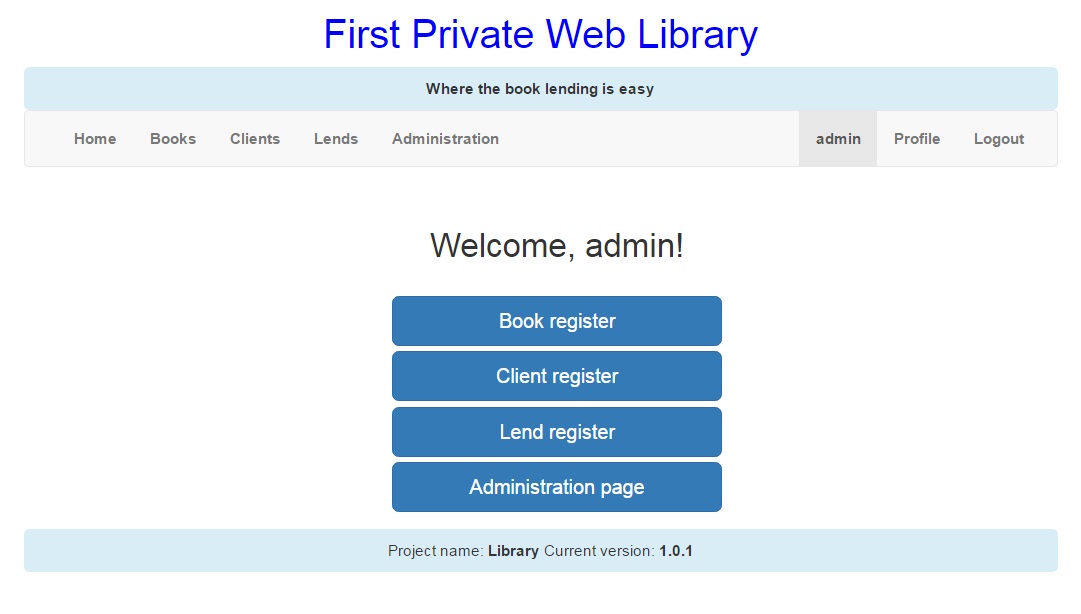 First Private Web Library
Where the book lending is easy
Home Books Clients Lends Administration admin Profile Logout
Welcome, admin!
Book register
Client register
Lend register
Administration page
Project name: Library Current version: 1.0.1